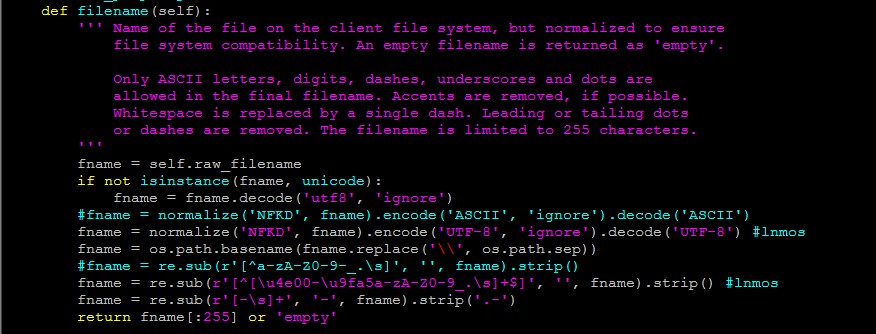 def filename(self):
''' Name of the file on the client file system, but normalized to ensure
file system compatibility. An empty filename is returned as 'empty'.
Only ASCII letters, digits, dashes, underscores and dots are
allowed in the final filename. Accents are removed, if possible.
Whitespace is replaced by a single dash. Leading or tailing dots
or dashes are removed. The filename is limited to 255 characters.
'''
fname = self.raw_filename
if not isinstance(fname, unicode):
fname = fname.decode('utf8', 'ignore')
#fname = normalize('NFKD', fname).encode('ASCII', 'ignore').decode('ASCII')
fname = normalize('NFKD', fname).encode('UTF-8', 'ignore').decode('UTF-8') #lnmos
fname = os.path.basename(fname.replace('\\', os.path.sep))
#fname = re.sub(r'[^a-zA-Z0-9-_.\s]', '', fname).strip()
fname = re.sub(r'[^[\u4e00-\u9fa5a-zA-Z0-9_.\s]+$]', '', fname).strip() #lnmos
fname = re.sub(r'[-\s]+', '-', fname).strip('.-')
return fname[:255] or 'empty'